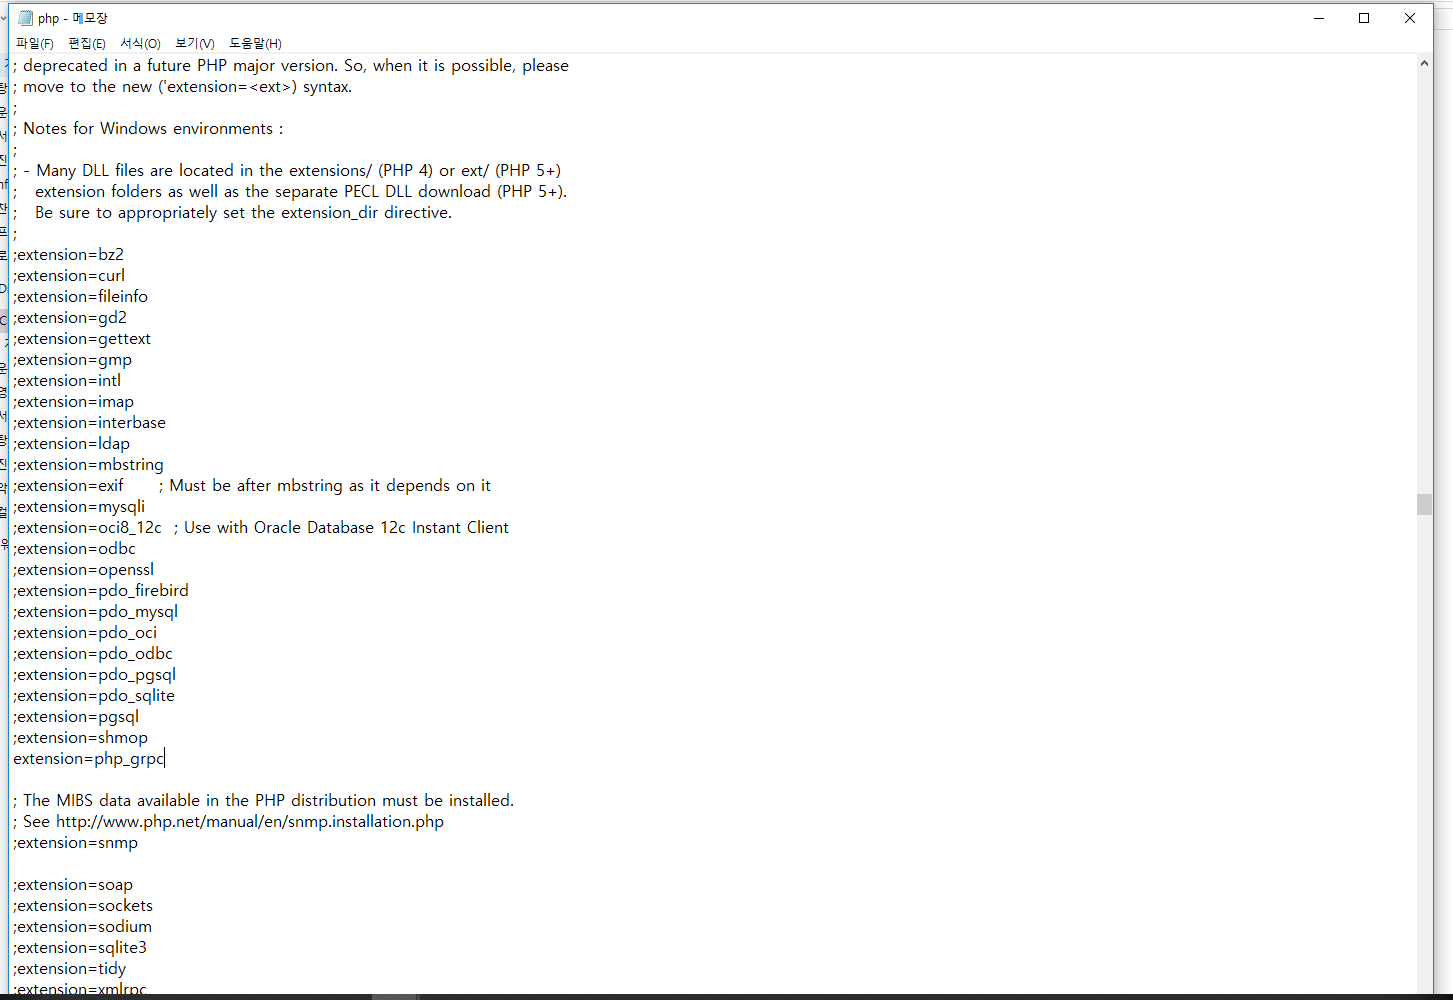 php - 메모장
파일(F) 편집(E) 서식(O) 보기(V) 도움말(H)
; deprecated in a future PHP major version. So, when it is possible, please
; move to the new ('extension=<ext>) syntax.
;
; Notes for Windows environments :
;
; - Many DLL files are located in the extensions/ (PHP 4) or ext/ (PHP 5+)
;   extension folders as well as the separate PECL DLL download (PHP 5+).
;   Be sure to appropriately set the extension_dir directive.
;
;extension=bz2
;extension=curl
;extension=fileinfo
;extension=gd2
;extension=gettext
;extension=gmp
;extension=intl
;extension=imap
;extension=interbase
;extension=ldap
;extension=mbstring
;extension=exif      ; Must be after mbstring as it depends on it
;extension=mysqli
;extension=oci8_12c  ; Use with Oracle Database 12c Instant Client
;extension=odbc
;extension=openssl
;extension=pdo_firebird
;extension=pdo_mysql
;extension=pdo_oci
;extension=pdo_odbc
;extension=pdo_pgsql
;extension=pdo_sqlite
;extension=pgsql
;extension=shmop
extension=php_grpc
; The MIBS data available in the PHP distribution must be installed.
; See http://www.php.net/manual/en/snmp.installation.php
;extension=snmp
;extension=soap
;extension=sockets
;extension=sodium
;extension=sqlite3
;extension=tidy
;extension=xmlrpc